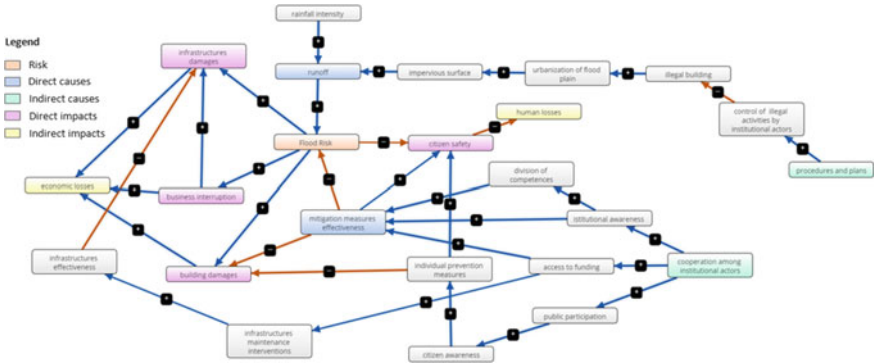 rainfall intensity
Legend
Risk
Direct causes
Indirect causes
Direct impacts
Indirect impacts
infrastructures
damages
runoff
impervious surface
urbanization of flood
plain
illegal building
human losses
control of illegal
activities by
institutional actors
Flood Risk
citizen safety
procedures and plans
division of
competences
economic losses
business interruption
mitigation measures
effectiveness
istitutional awareness
infrastructures
effectiveness
building damages
individual prevention
measures
access to funding
cooperation among
institutional actors
public participation
infrastructures
maintenance
interventions
citizen awareness